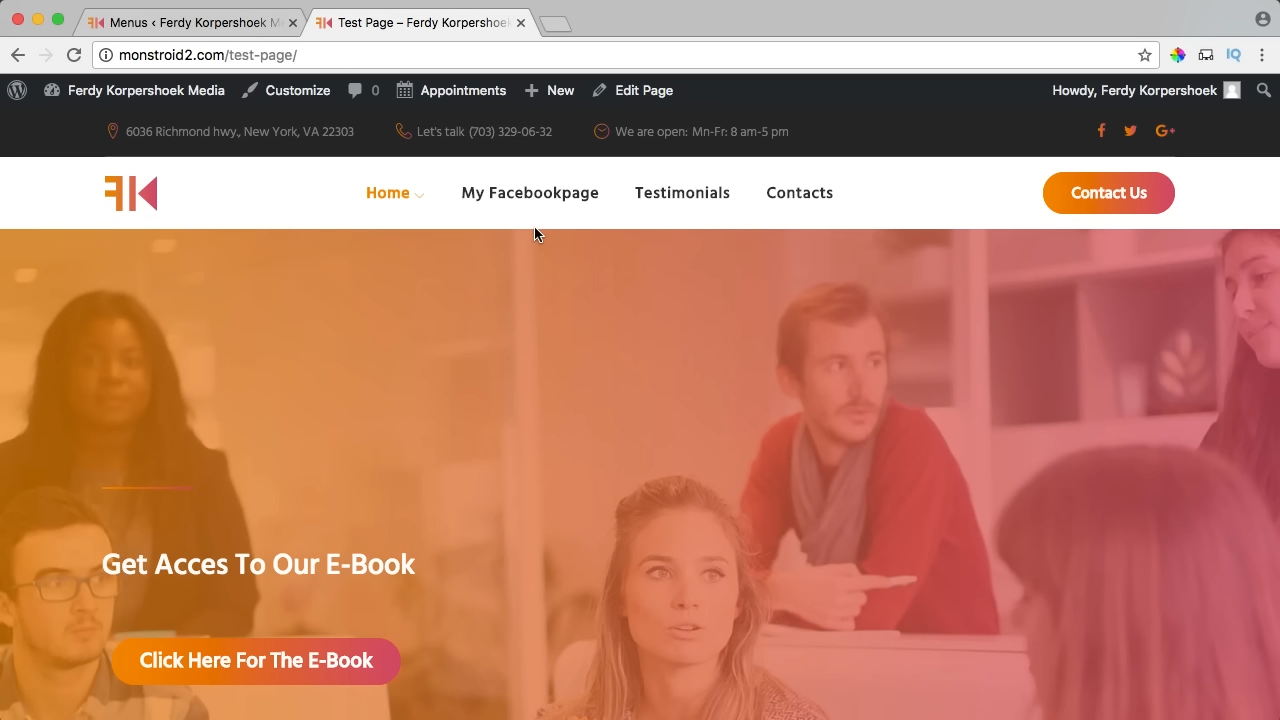 Menus ‹ Ferdy Korpershoek M
Test Page – Ferdy Korpershoek
monstroid2.com/test-page/
Ferdy Korpershoek Media
Customize
0
Appointments
New
Edit Page
Howdy, Ferdy Korpershoek
6036 Richmond hwy., New York, VA 22303
Let's talk (703) 329-06-32
We are open: Mn-Fr: 8 am-5 pm
Home
My Facebookpage
Testimonials
Contacts
Contact Us
Get Acces To Our E-Book
Click Here For The E-Book